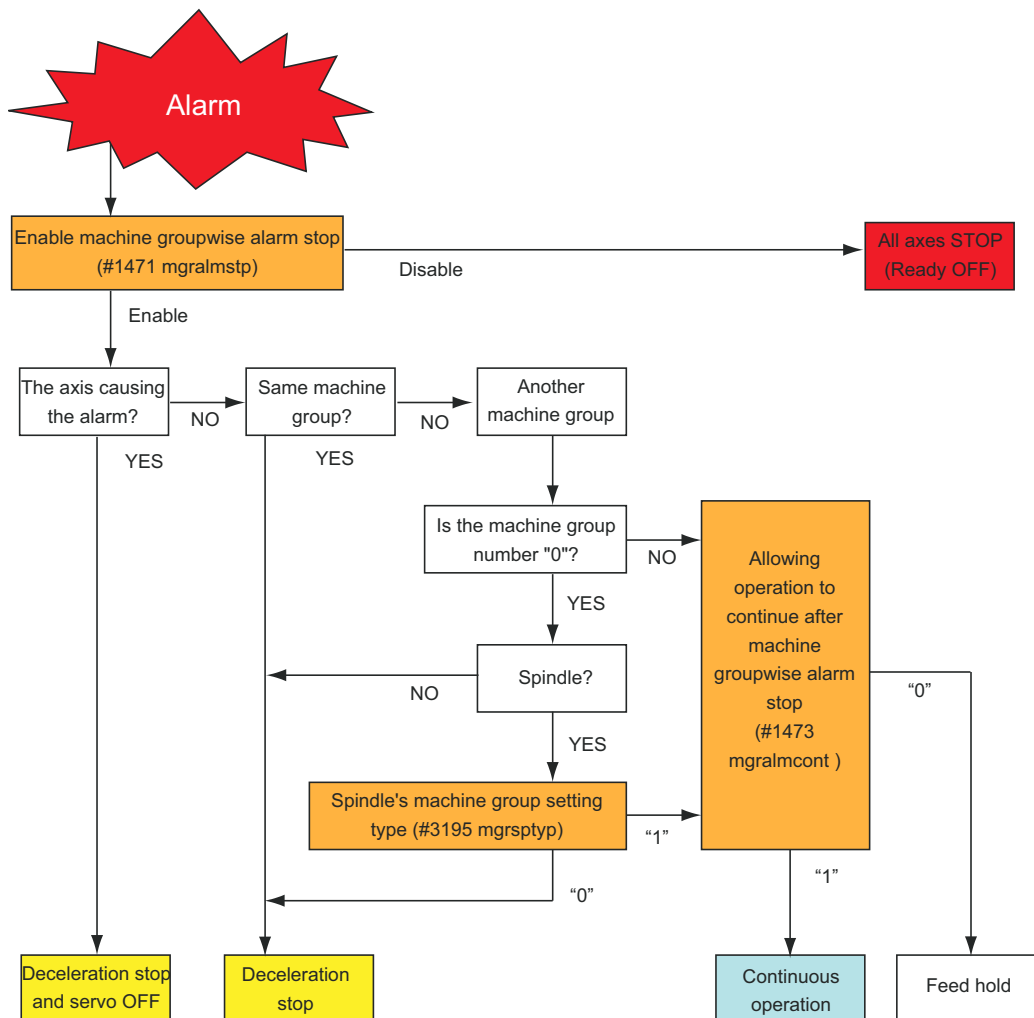 Alarm
Enable machine groupwise alarm stop
(#1471 mgralmstp)
Disable
All axes STOP
(Ready OFF)
Enable
The axis causing
the alarm?
NO
Same machine
group?
NO
Another
machine group
YES
YES
Is the machine group
number "0"?
NO
YES
Allowing
operation to
continue after
machine
groupwise alarm
stop
(#1473
mgralmcont )
Spindle?
NO
YES
“0”
Spindle's machine group setting
type (#3195 mgrsptyp)
“1”
“0”
“1”
Deceleration stop
and servo OFF
Deceleration
stop
Continuous
operation
Feed hold